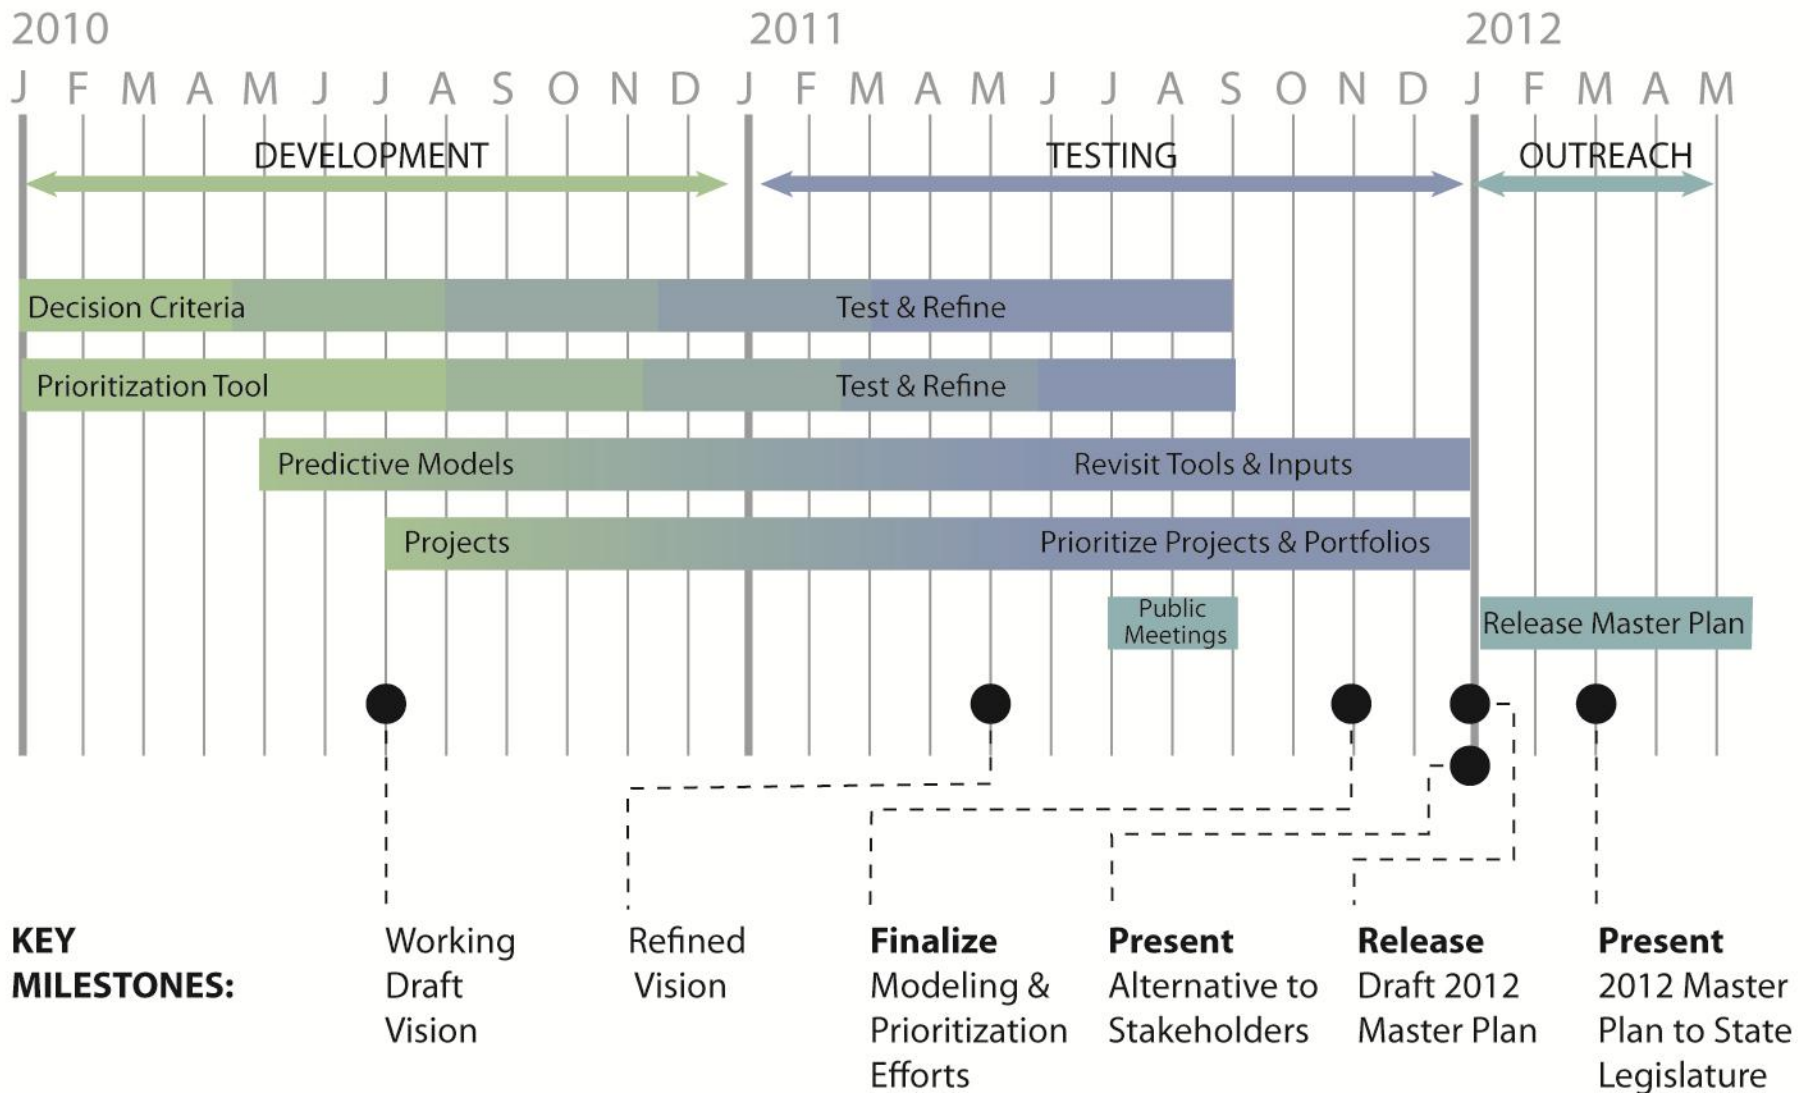 2010 2011 2012
J F M A M J J A S O N D J F M A M J J A S O N D J F M A M
DEVELOPMENT TESTING OUTREACH
Decision Criteria Test & Refine
Prioritization Tool Test & Refine
Predictive Models Revisit Tools & Inputs
Projects Prioritize Projects & Portfolios
Public
Meetings
Release Master Plan
KEY
MILESTONES:
Working
Draft
Vision
Refined
Vision
Finalize
Modeling &
Prioritization
Efforts
Present
Alternative to
Stakeholders
Release
Draft 2012
Master Plan
Present
2012 Master
Plan to State
Legislature